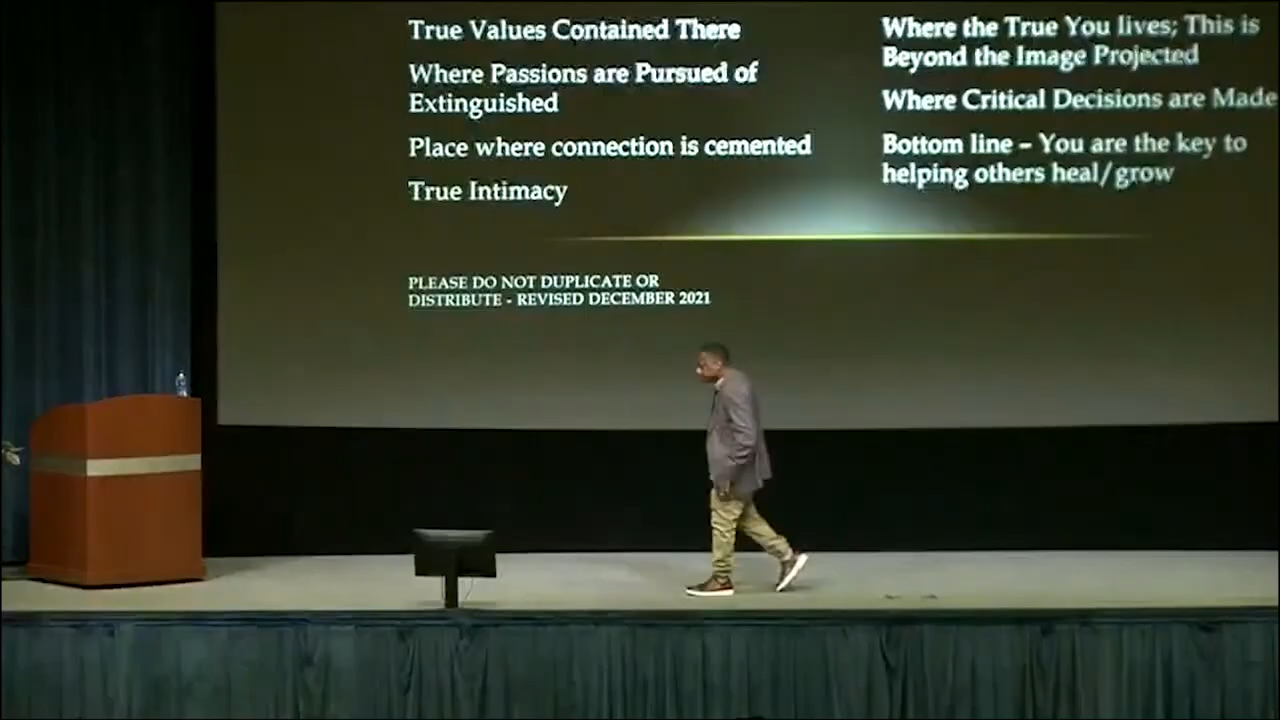 True Values Contained There
Where Passions are Pursued of
Extinguished
Place where connection is cemented
True Intimacy
Where the True You lives; This is
Beyond the Image Projected
Where Critical Decisions are Made
Bottom line – You are the key to
helping others heal/grow
PLEASE DO NOT DUPLICATE OR
DISTRIBUTE - REVISED DECEMBER 2021